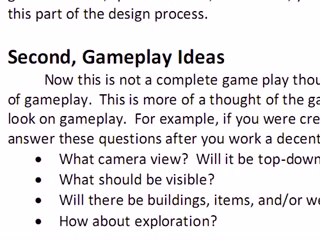 this part of the design process.
Second, Gameplay Ideas
Now this is not a complete game play thou
of gameplay. This is more of a thought of the ga
look on gameplay. For example, if you were cre
answer these questions after you work a decent
• What camera view? Will it be top-down
• What should be visible?
• Will there be buildings, items, and/or we
• How about exploration?